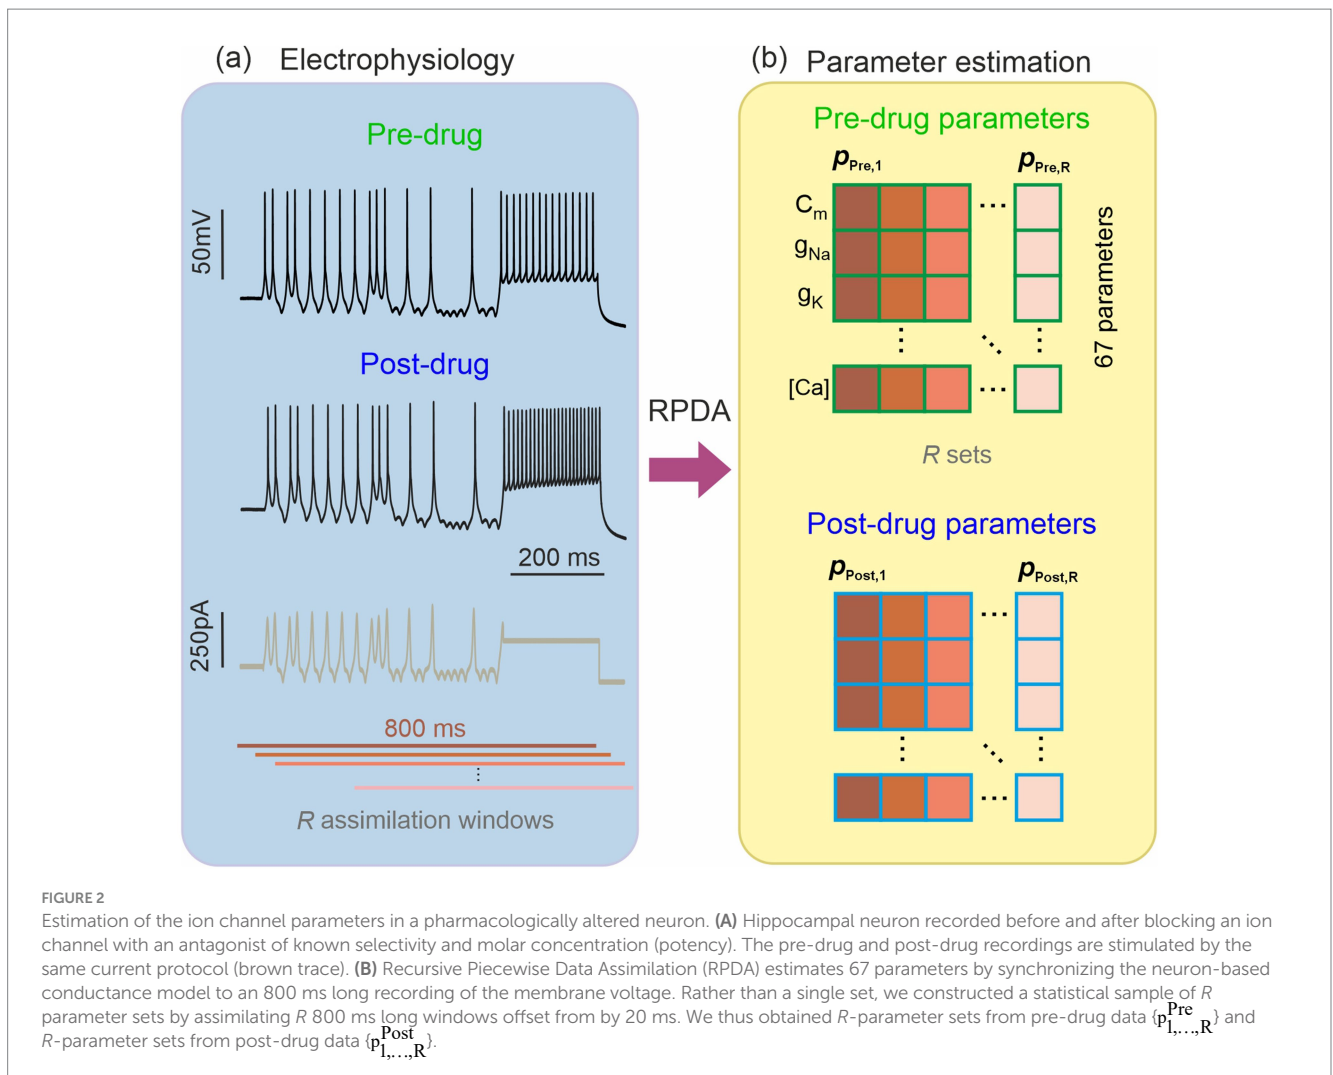 (a) Electrophysiology
Pre-drug
50mV
Post-drug
200 ms
250pA
800 ms
⋮
R assimilation windows
RPDA
(b) Parameter estimation
Pre-drug parameters
pPre,1 pPre,R
Cm ...
gNa
gK
[Ca] ...
67 parameters
R sets
Post-drug parameters
pPost,1 pPost,R
...
...
FIGURE 2
Estimation of the ion channel parameters in a pharmacologically altered neuron. (A) Hippocampal neuron recorded before and after blocking an ion
channel with an antagonist of known selectivity and molar concentration (potency). The pre-drug and post-drug recordings are stimulated by the
same current protocol (brown trace). (B) Recursive Piecewise Data Assimilation (RPDA) estimates 67 parameters by synchronizing the neuron-based
conductance model to an 800 ms long recording of the membrane voltage. Rather than a single set, we constructed a statistical sample of R
parameter sets by assimilating R 800 ms long windows offset from by 20 ms. We thus obtained R-parameter sets from pre-drug data {p1,…,R^Pre} and
R-parameter sets from post-drug data {p1,…,R^Post}.